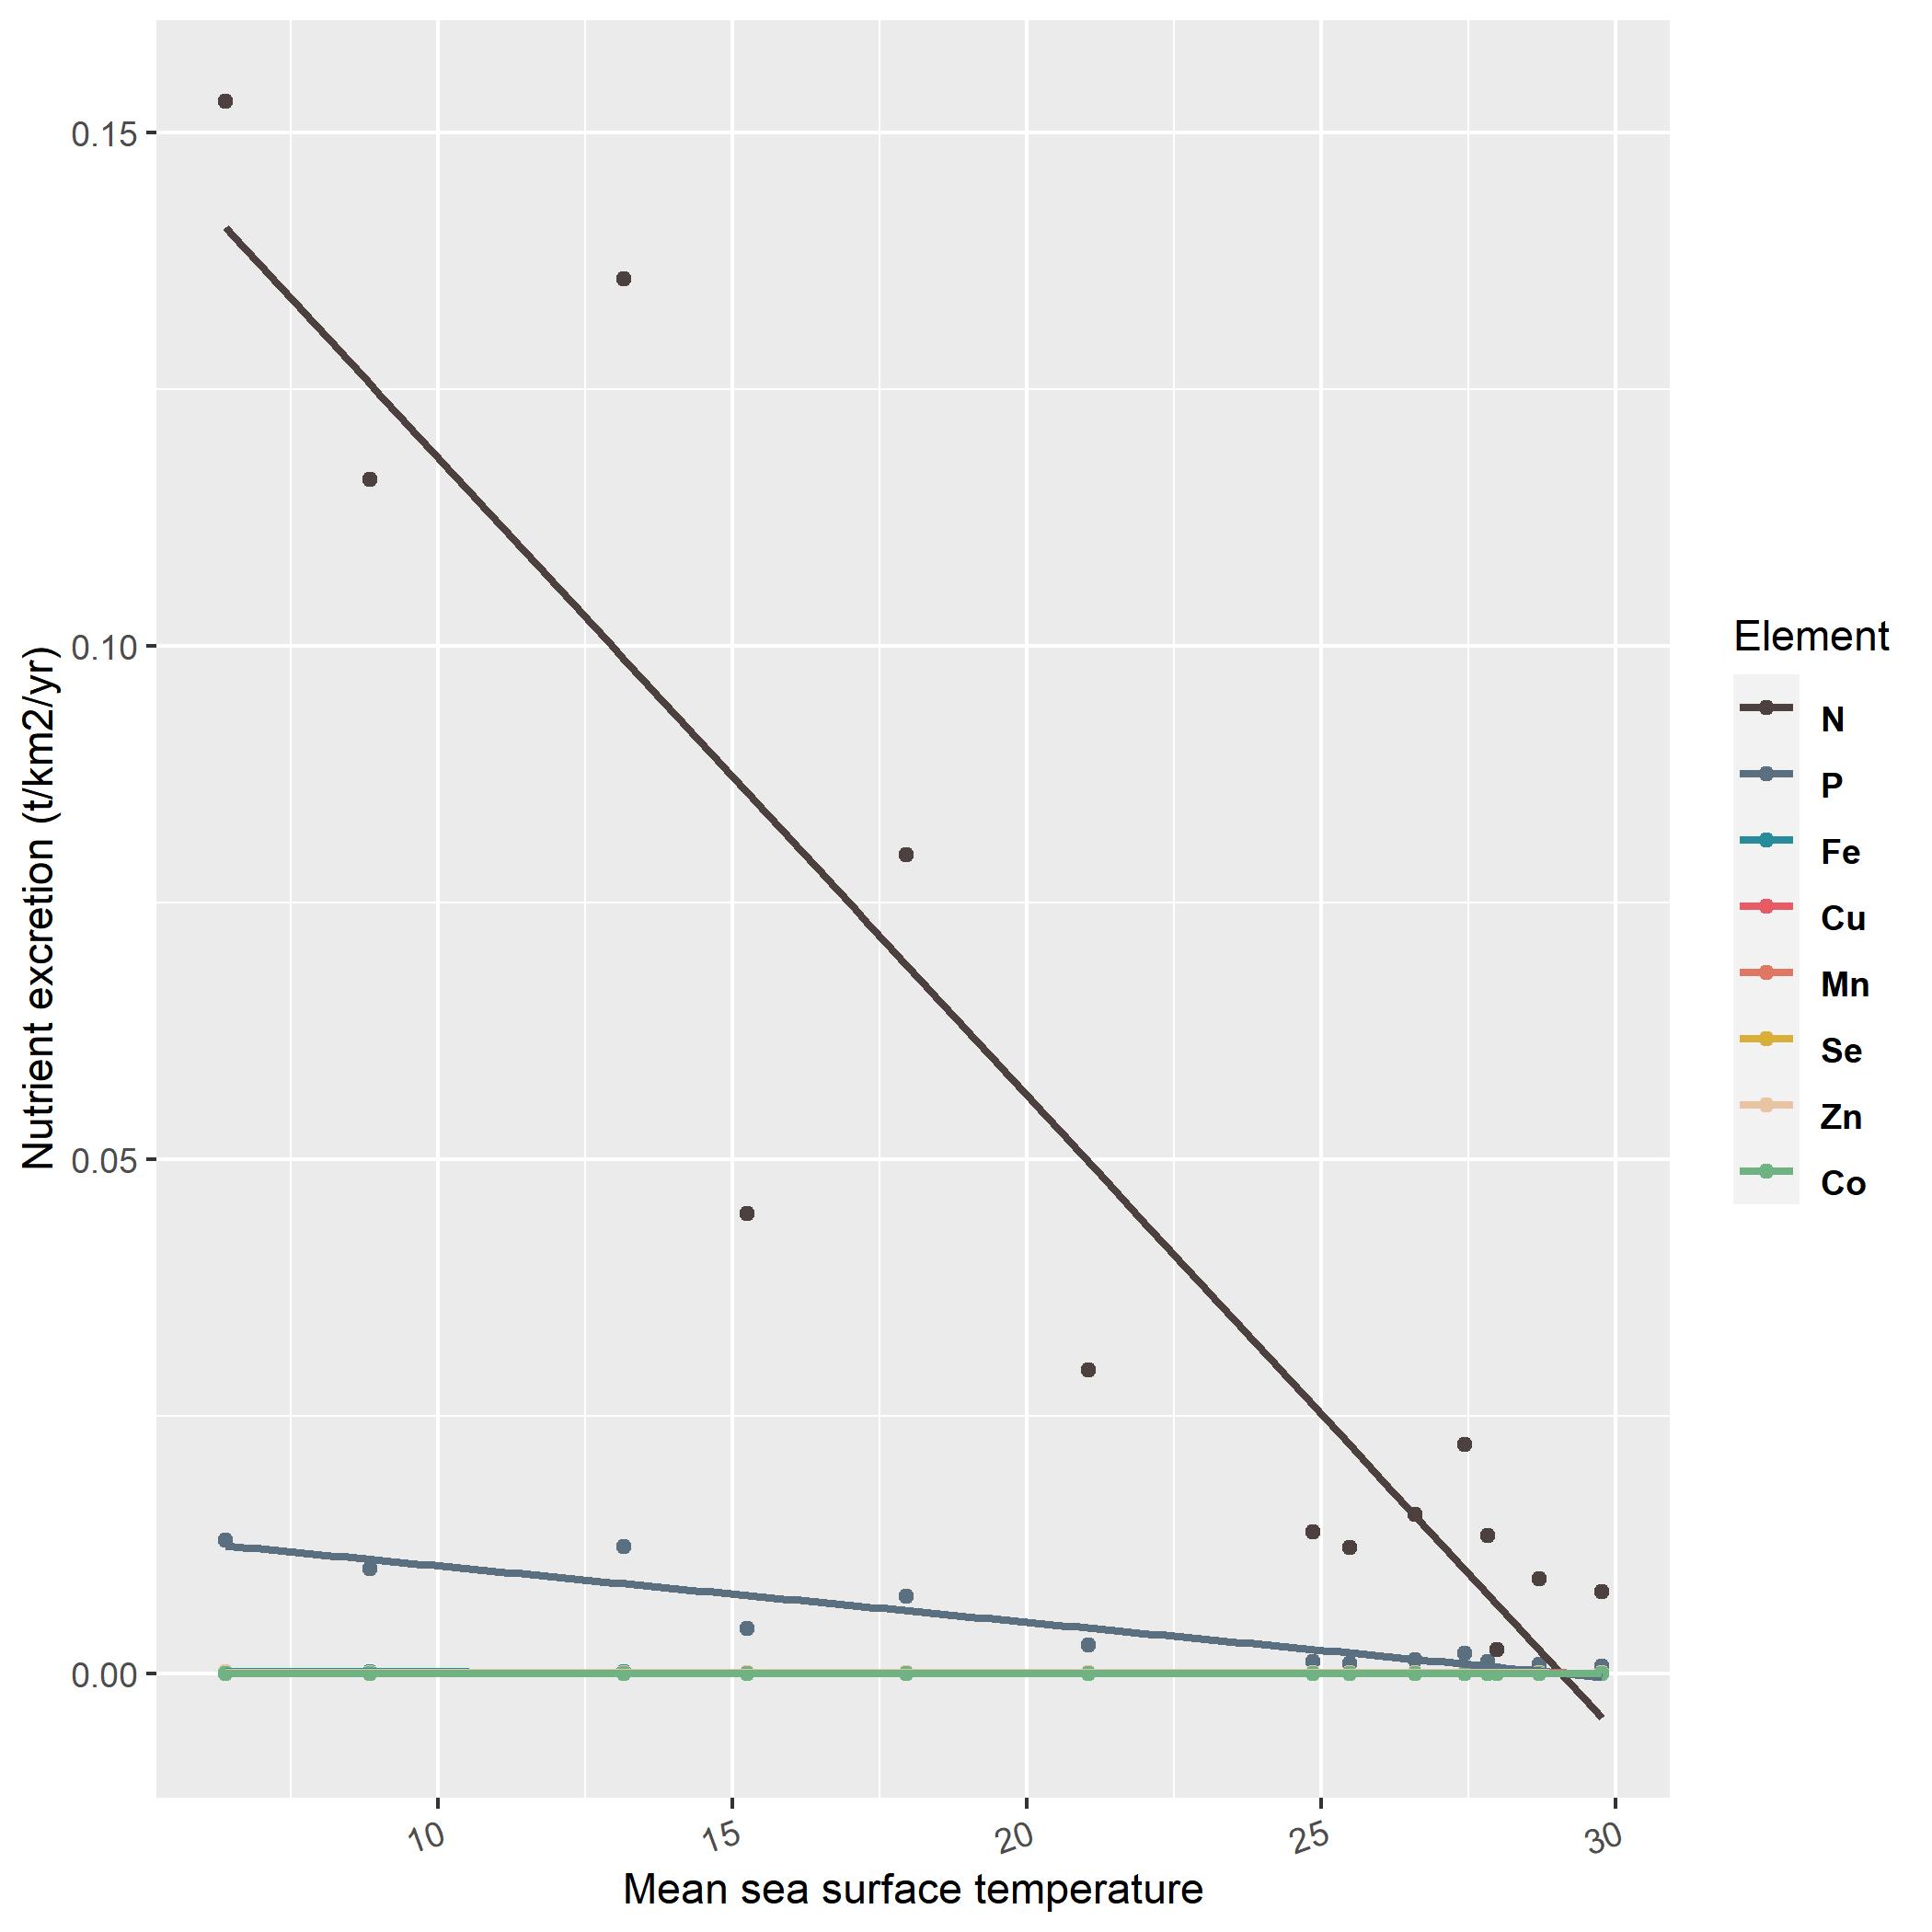 Nutrient excretion (t/km2/yr)
0.15
0.10
0.05
0.00
10
15
20
25
30
Mean sea surface temperature
Element
N
P
Fe
Cu
Mn
Se
Zn
Co